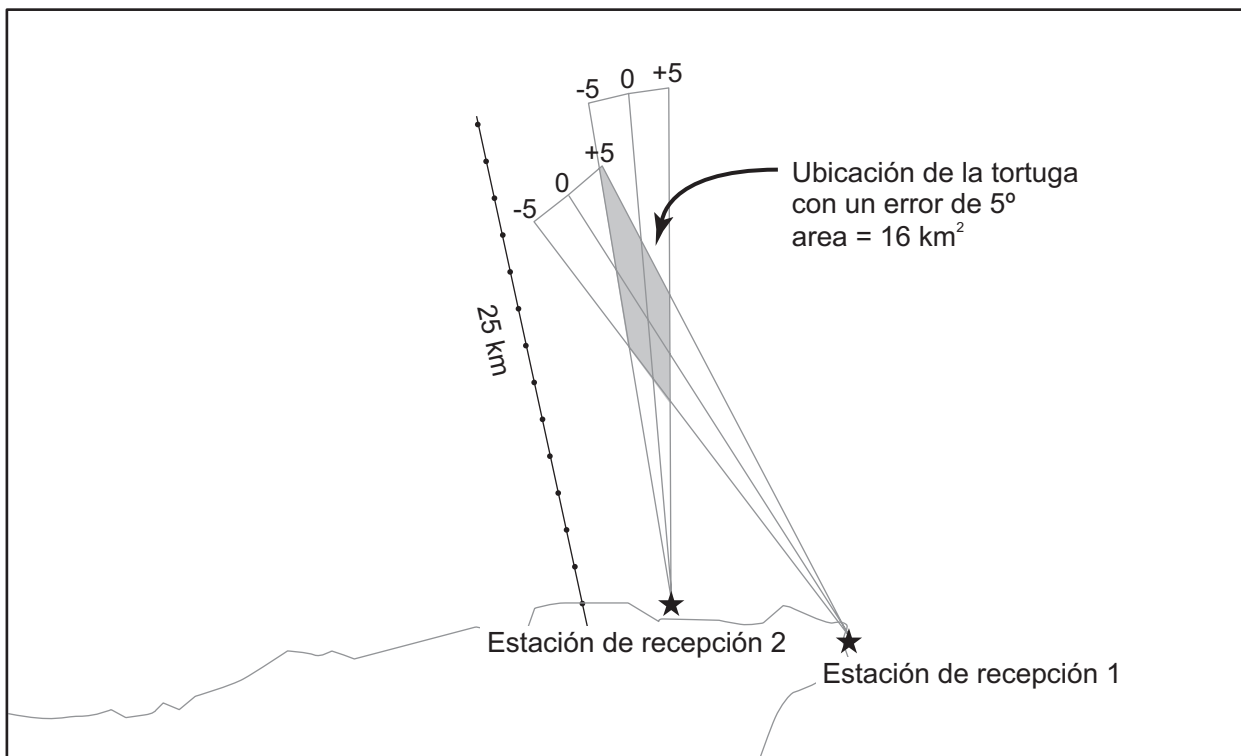 -5
0
+5
-5
0
+5
Ubicación de la tortuga
con un error de 5º
area = 16 km²
25 km
Estación de recepción 2
Estación de recepción 1